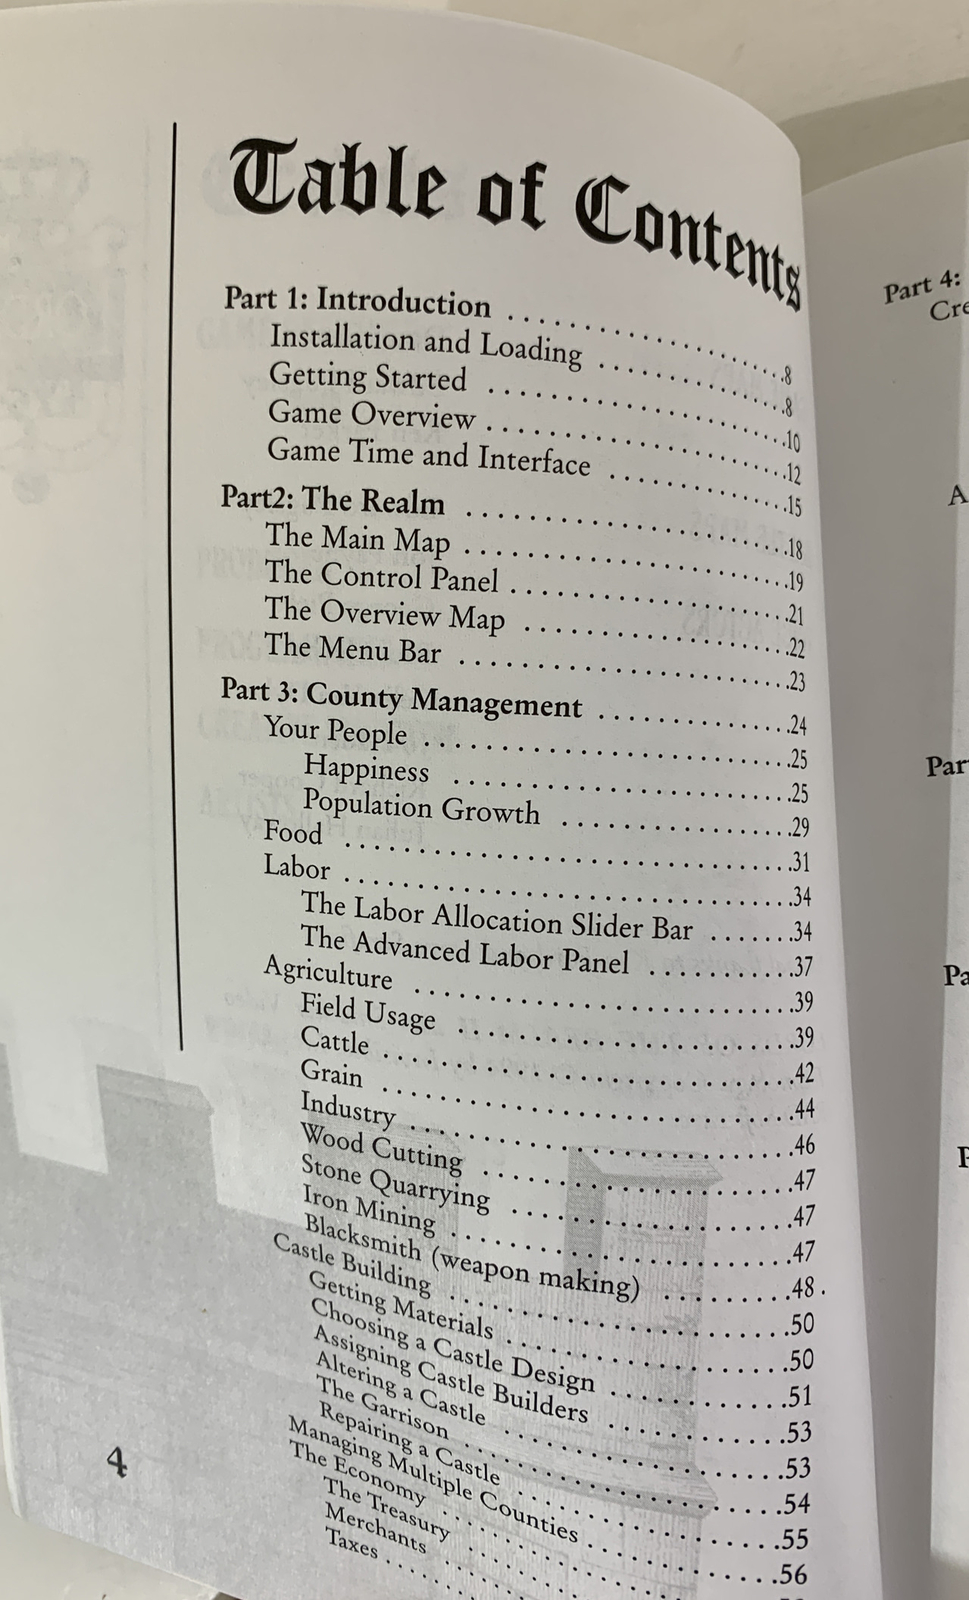 Table of Contents
Part 1: Introduction ........................8
Installation and Loading ..............8
Getting Started .....................10
Game Overview .....................12
Game Time and Interface ..............15
Part2: The Realm ......................18
The Main Map ......................19
The Control Panel ...................21
The Overview Map ..................22
The Menu Bar ......................23
Part 3: County Management ..............24
Your People .........................25
Happiness .......................25
Population Growth ................29
Food ..............................31
Labor ..............................34
The Labor Allocation Slider Bar .......34
The Advanced Labor Panel ...........37
Agriculture .........................39
Field Usage ......................39
Cattle ...........................42
Grain ...........................44
Industry .........................46
Wood Cutting ....................47
Stone Quarrying ..................47
Iron Mining ......................47
Blacksmith (weapon making) .........48
Castle Building ......................50
Getting Materials ..................50
Choosing a Castle Design ...........51
Assigning Castle Builders ...........53
Altering a Castle ..................53
The Garrison .....................54
Repairing a Castle .................55
Managing Multiple Counties ...........56
The Economy
The Treasury
Merchants
Taxes
4
Part 4: